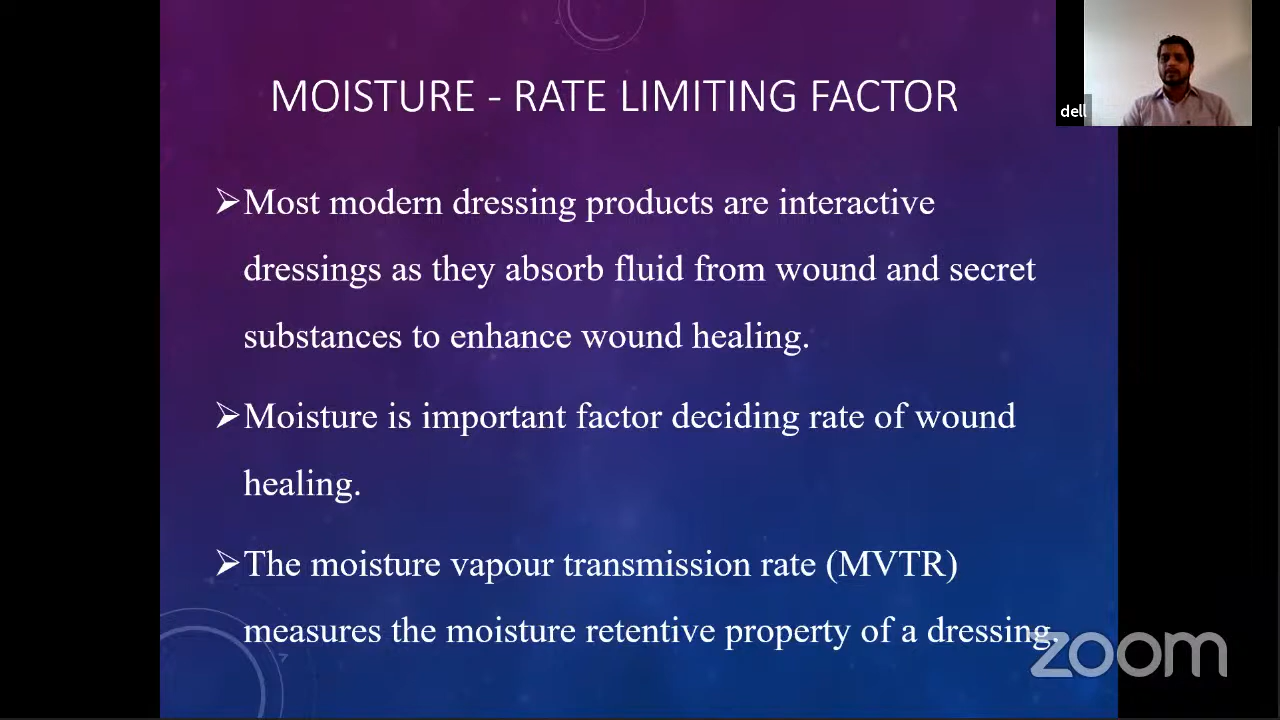 MOISTURE - RATE LIMITING FACTOR
dell
➢Most modern dressing products are interactive
dressings as they absorb fluid from wound and secret
substances to enhance wound healing.
➢Moisture is important factor deciding rate of wound
healing.
➢The moisture vapour transmission rate (MVTR)
measures the moisture retentive property of a dressing.
zoom